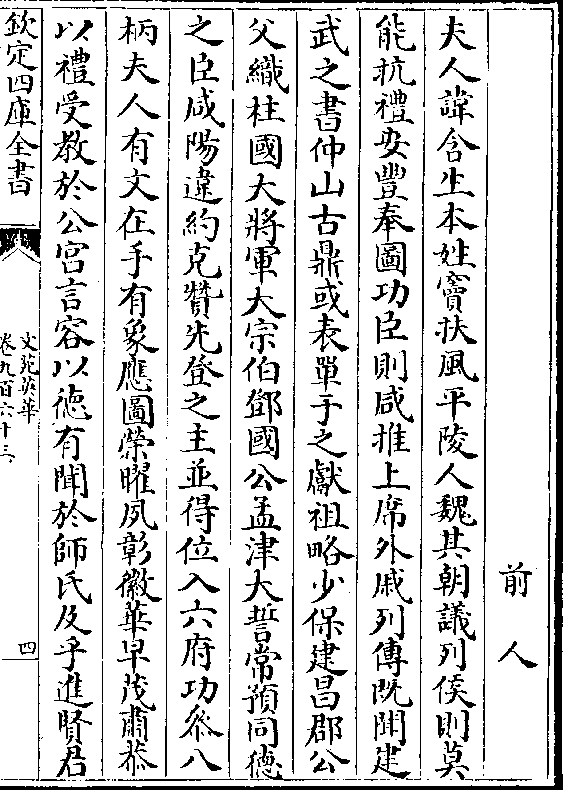 前人
夫人諱含生本姓竇扶風平陵人魏其朝議列侯則莫
能抗禮安豐奉圖功臣則咸推上席外戚列傳既聞建
武之書仲山古鼎或表單于之獻祖略少保建昌郡公
父織柱國大將軍大宗伯鄧國公孟津大誓常預同德
之臣咸陽違約克贊先登之主並得位入六府功叅八
柄夫人有文在手有象應圖榮曜夙彰徽華早茂肅恭
以禮受教於公宮言容以德有聞於師氏及乎進賢君
欽定四庫全書
文苑英華
卷九百六十三
四